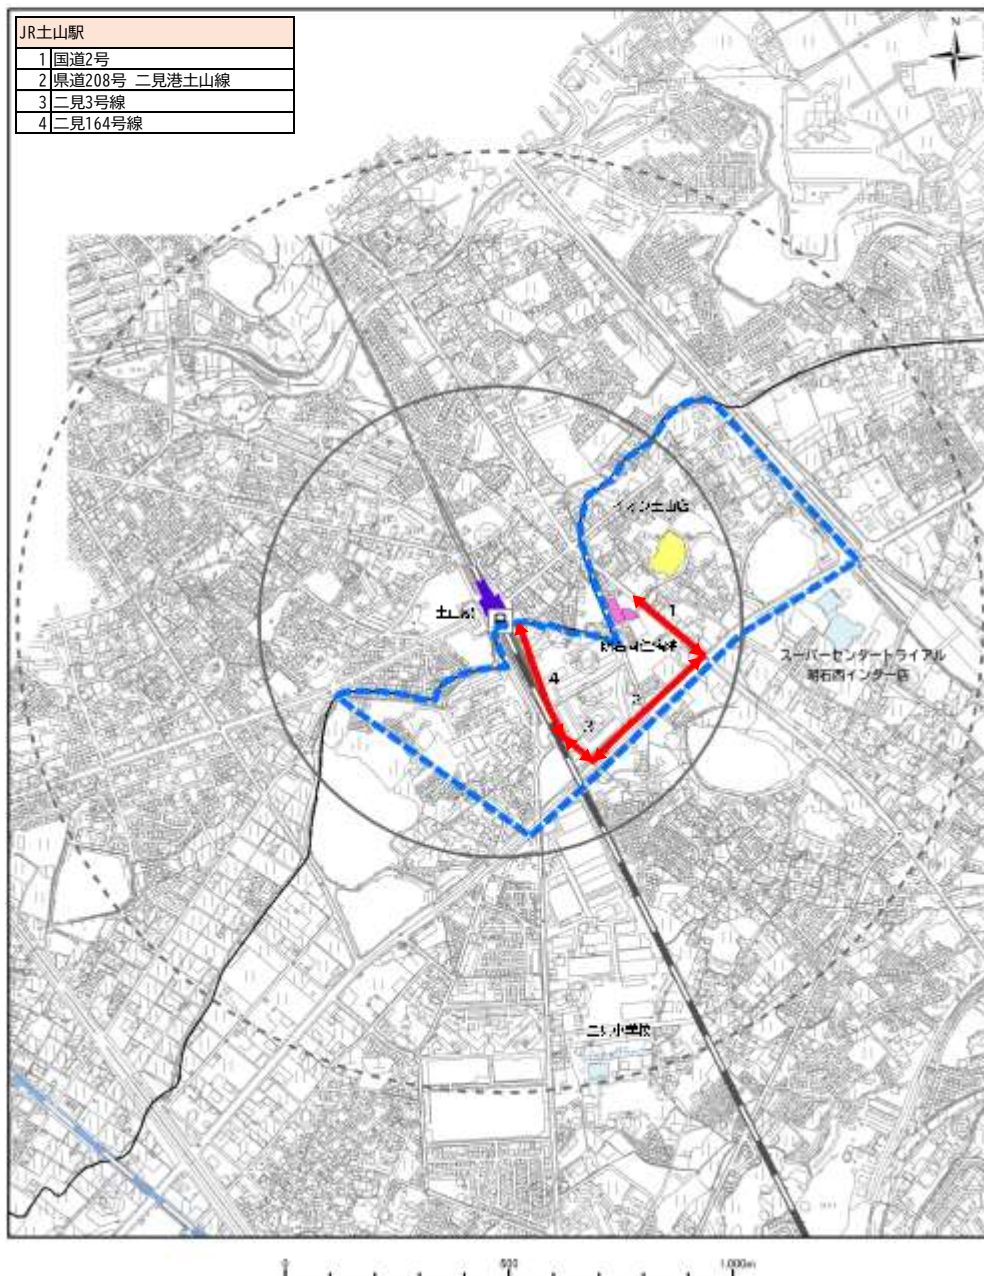 JR土山駅
1 国道2号
2 県道208号 二見港土山線
3 二見3号線
4 二見164号線
N
イオン土山店
土山駅
1
スーパーセンタートライアル
明石西インター店
4
2
3
二見小学校
0 500 1,000m